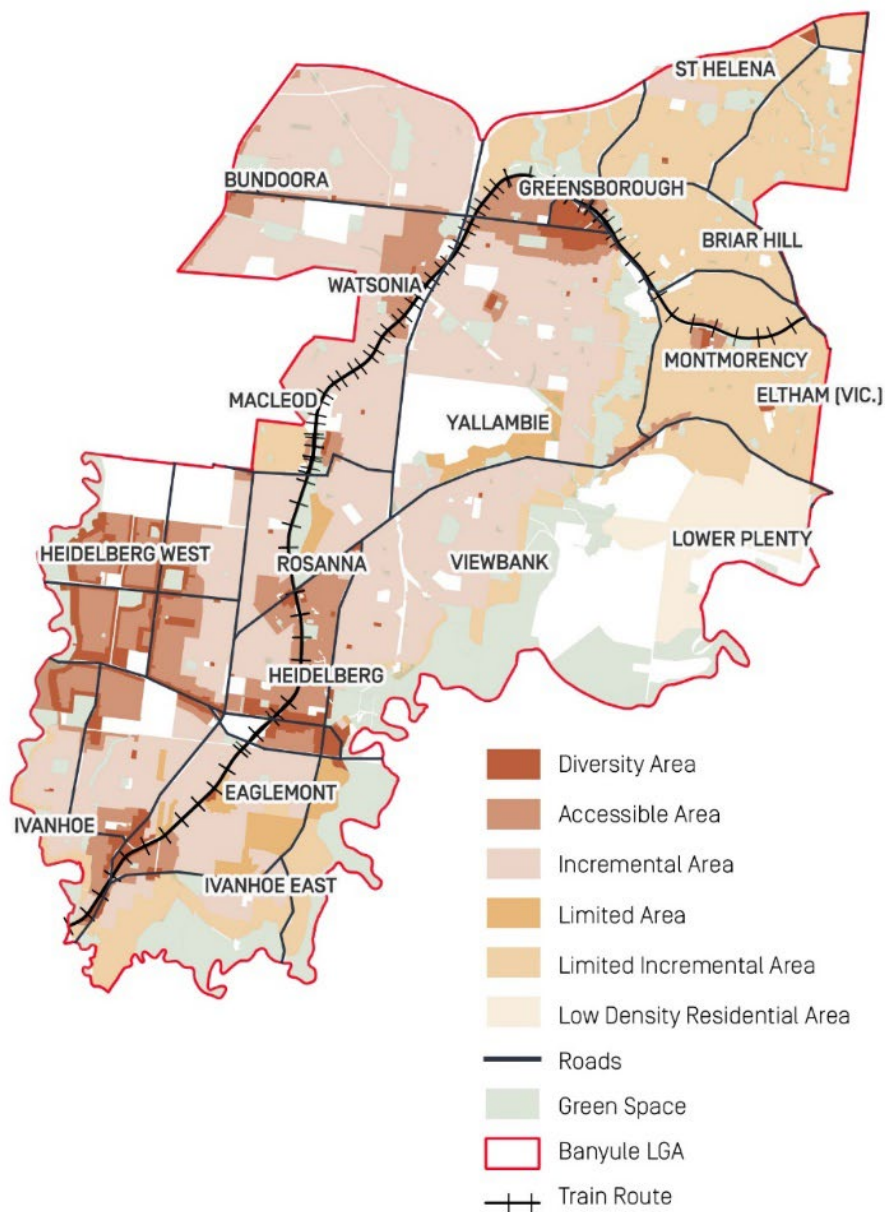 ST HELENA
BUNDOORA
GREENSBOROUGH
BRIAR HILL
WATSONIA
MONTMORENCY
ELTHAM (VIC.)
MACLEOD
YALLAMBIE
HEIDELBERG WEST
ROSANNA
VIEWBANK
LOWER PLENTY
HEIDELBERG
EAGLEMONT
IVANHOE
IVANHOE EAST
Diversity Area
Accessible Area
Incremental Area
Limited Area
Limited Incremental Area
Low Density Residential Area
Roads
Green Space
Banyule LGA
Train Route